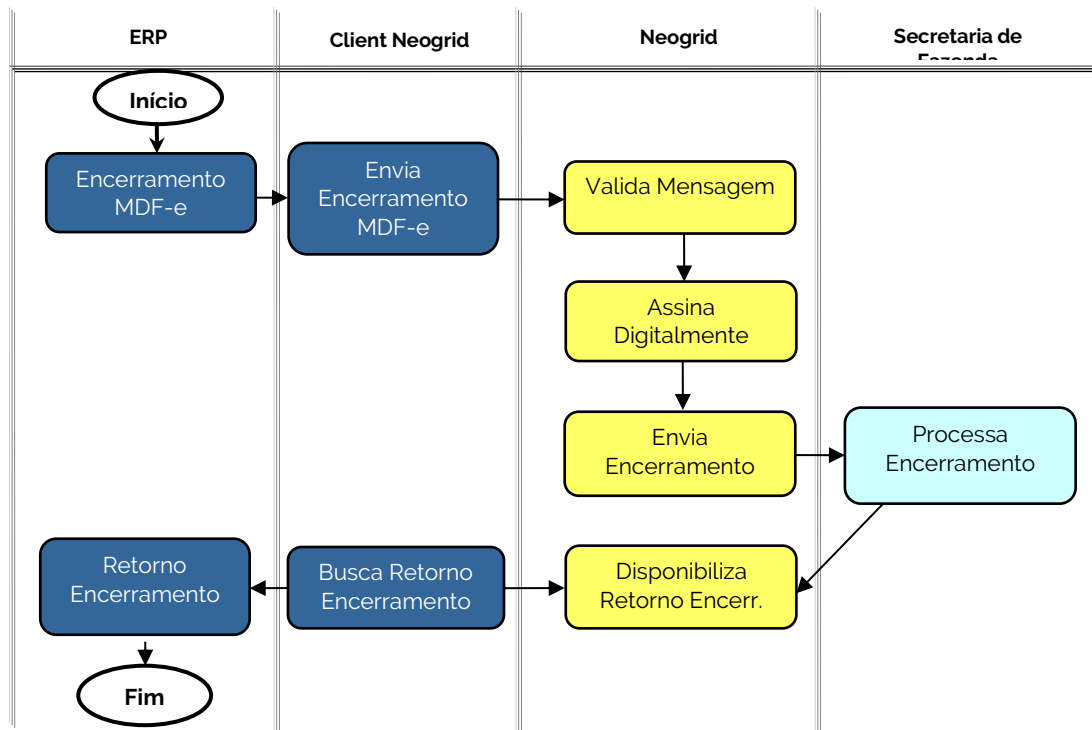 ERP
Client Neogrid
Neogrid
Secretaria de
Fazenda
Início
Encerramento
MDF-e
Envia
Encerramento
MDF-e
Valida Mensagem
Assina
Digitalmente
Envia
Encerramento
Processa
Encerramento
Retorno
Encerramento
Busca Retorno
Encerramento
Disponibiliza
Retorno Encerr.
Fim